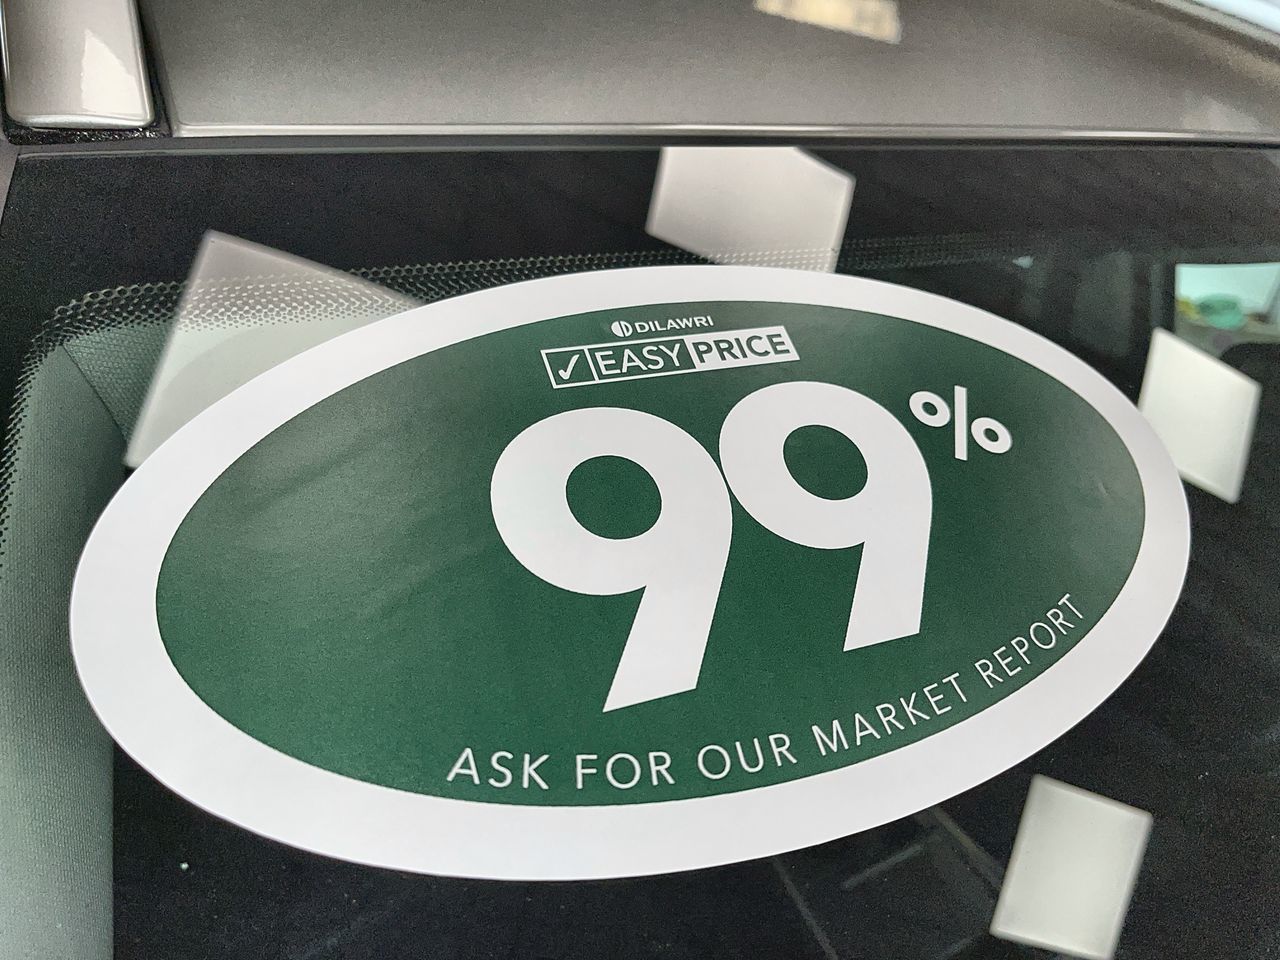 DILAWRI
✓ EASY PRICE
99%
ASK FOR OUR MARKET REPORT